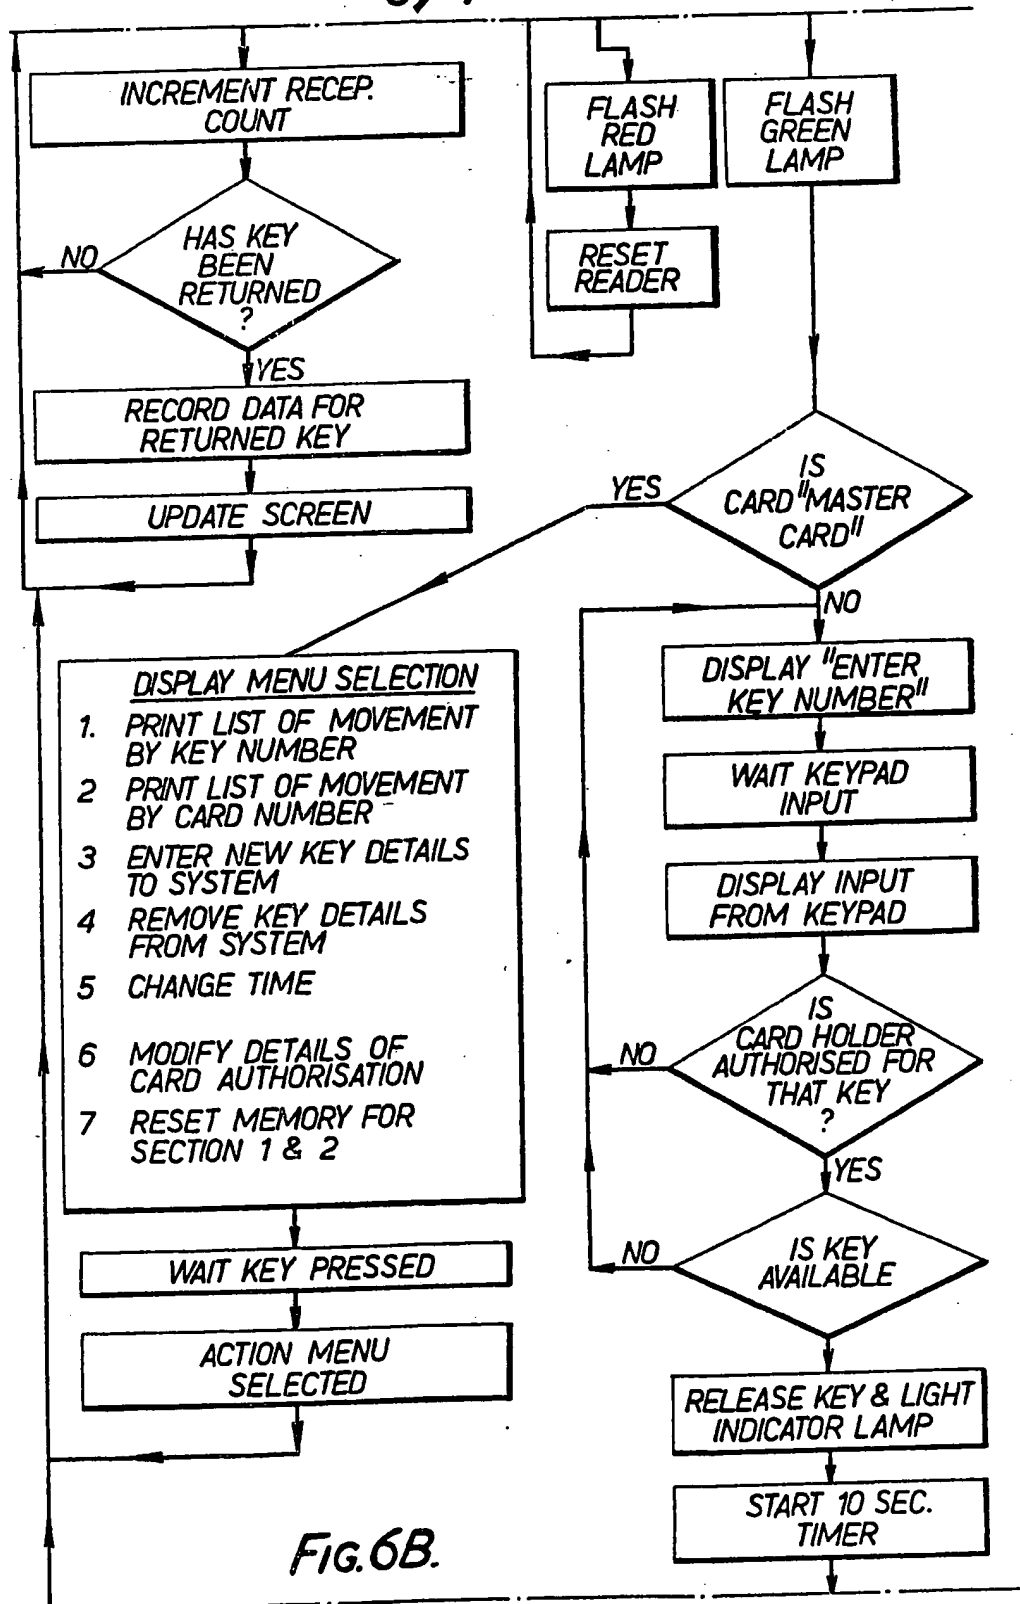 INCREMENT RECEP.
COUNT
HAS KEY
BEEN
RETURNED
?
NO
YES
RECORD DATA FOR
RETURNED KEY
UPDATE SCREEN
FLASH
RED
LAMP
RESET
READER
FLASH
GREEN
LAMP
IS
CARD "MASTER
CARD"
YES
NO
DISPLAY MENU SELECTION
1. PRINT LIST OF MOVEMENT
BY KEY NUMBER
2 PRINT LIST OF MOVEMENT
BY CARD NUMBER
3 ENTER NEW KEY DETAILS
TO SYSTEM
4 REMOVE KEY DETAILS
FROM SYSTEM
5 CHANGE TIME
6 MODIFY DETAILS OF
CARD AUTHORISATION
7 RESET MEMORY FOR
SECTION 1 & 2
WAIT KEY PRESSED
ACTION MENU
SELECTED
DISPLAY "ENTER
KEY NUMBER"
WAIT KEYPAD
INPUT
DISPLAY INPUT
FROM KEYPAD
IS
CARD HOLDER
AUTHORISED FOR
THAT KEY
?
NO
YES
IS KEY
AVAILABLE
NO
RELEASE KEY & LIGHT
INDICATOR LAMP
START 10 SEC.
TIMER
FIG. 6B.